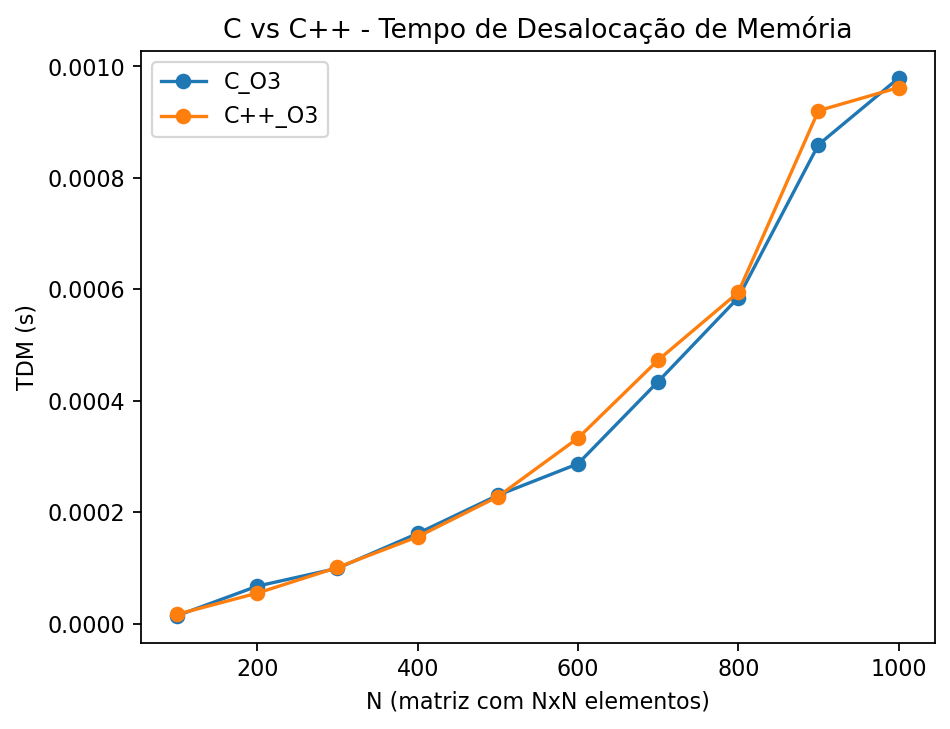 C vs C++ - Tempo de Desalocação de Memória
C_O3
C++_O3
TDM (s)
0.0010
0.0008
0.0006
0.0004
0.0002
0.0000
200 400 600 800 1000
N (matriz com NxN elementos)